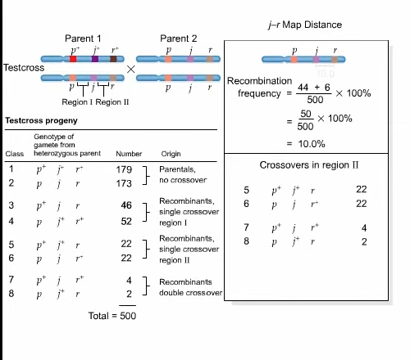 j–r Map Distance
Parent 1
Parent 2
p⁺ j⁺ r⁺
p j r
p j r
Testcross
×
p j r
p j r
Region I Region II
Recombination
frequency = 44 + 6 / 500 × 100%
= 50 / 500 × 100%
= 10.0%
Testcross progeny
Class
Genotype of
gamete from
heterozygous parent
Number
Origin
1 p⁺ j⁺ r⁺ 179
2 p j r 173
Parentals,
no crossover
3 p⁺ j r 46
4 p j⁺ r⁺ 52
Recombinants,
single crossover
region I
5 p⁺ j⁺ r 22
6 p j r⁺ 22
Recombinants,
single crossover
region II
7 p⁺ j r⁺ 4
8 p j⁺ r 2
Recombinants
double crossover
Total = 500
Crossovers in region II
5 p⁺ j⁺ r 22
6 p j r⁺ 22
7 p⁺ j r⁺ 4
8 p j⁺ r 2